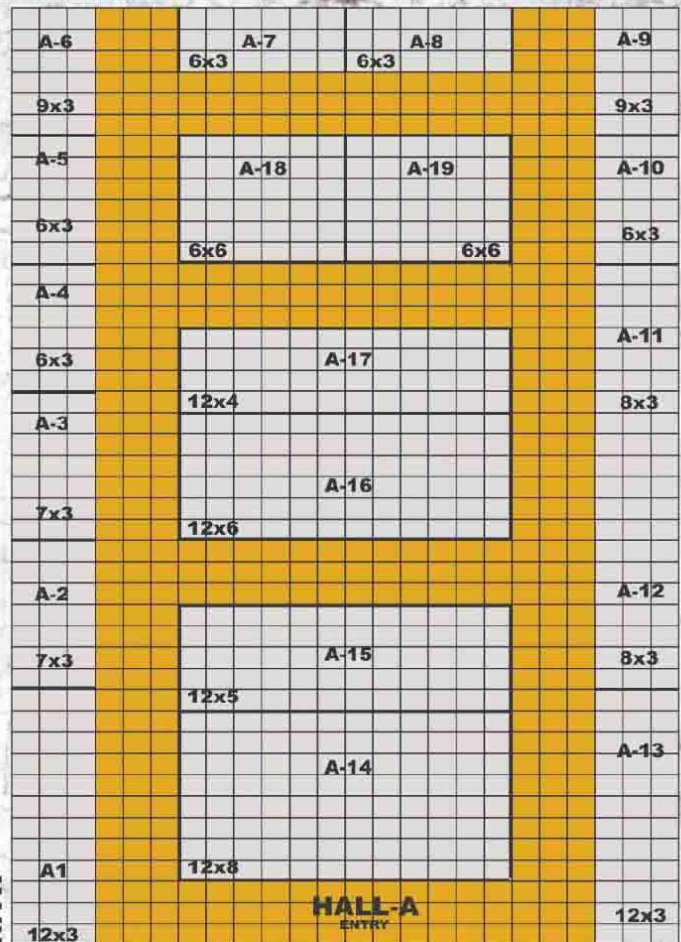 A-6
A-7
A-8
A-9
6x3
6x3
9x3
9x3
A-5
A-18
A-19
A-10
6x3
6x3
6x6
6x6
A-4
A-11
6x3
A-17
12x4
8x3
A-3
A-16
7x3
12x6
A-2
A-12
7x3
A-15
8x3
12x5
A-13
A-14
A1
12x8
HALL-A
ENTRY
12x3
12x3